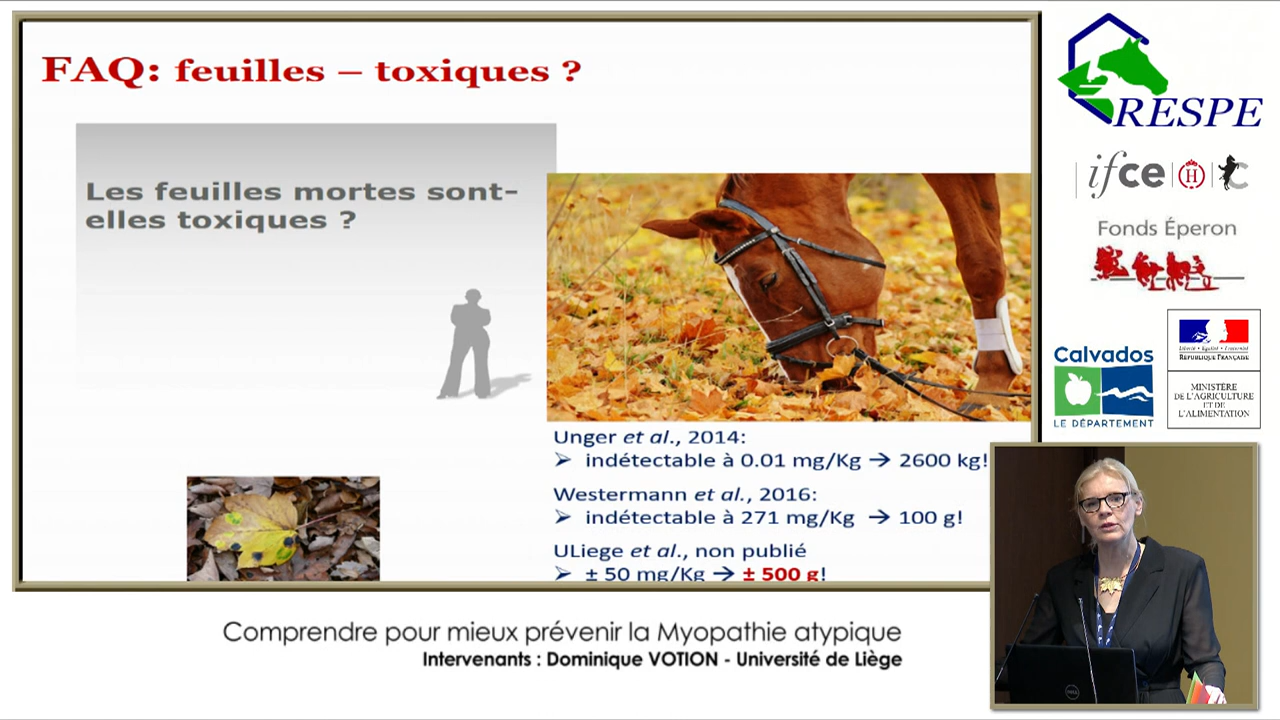 FAQ: feuilles – toxiques ?
Les feuilles mortes sont-
elles toxiques ?
Unger et al., 2014:
➢ indétectable à 0.01 mg/Kg → 2600 kg!
Westermann et al., 2016:
➢ indétectable à 271 mg/Kg → 100 g!
ULiege et al., non publié
➢ ± 50 mg/Kg → ± 500 g!
Comprendre pour mieux prévenir la Myopathie atypique
Intervenants : Dominique VOTION - Université de Liège
RESPE
ifce
Fonds Éperon
Calvados
LE DÉPARTEMENT
Liberté • Égalité • Fraternité
RÉPUBLIQUE FRANÇAISE
MINISTÈRE
DE L'AGRICULTURE
ET DE
L'ALIMENTATION
DELL